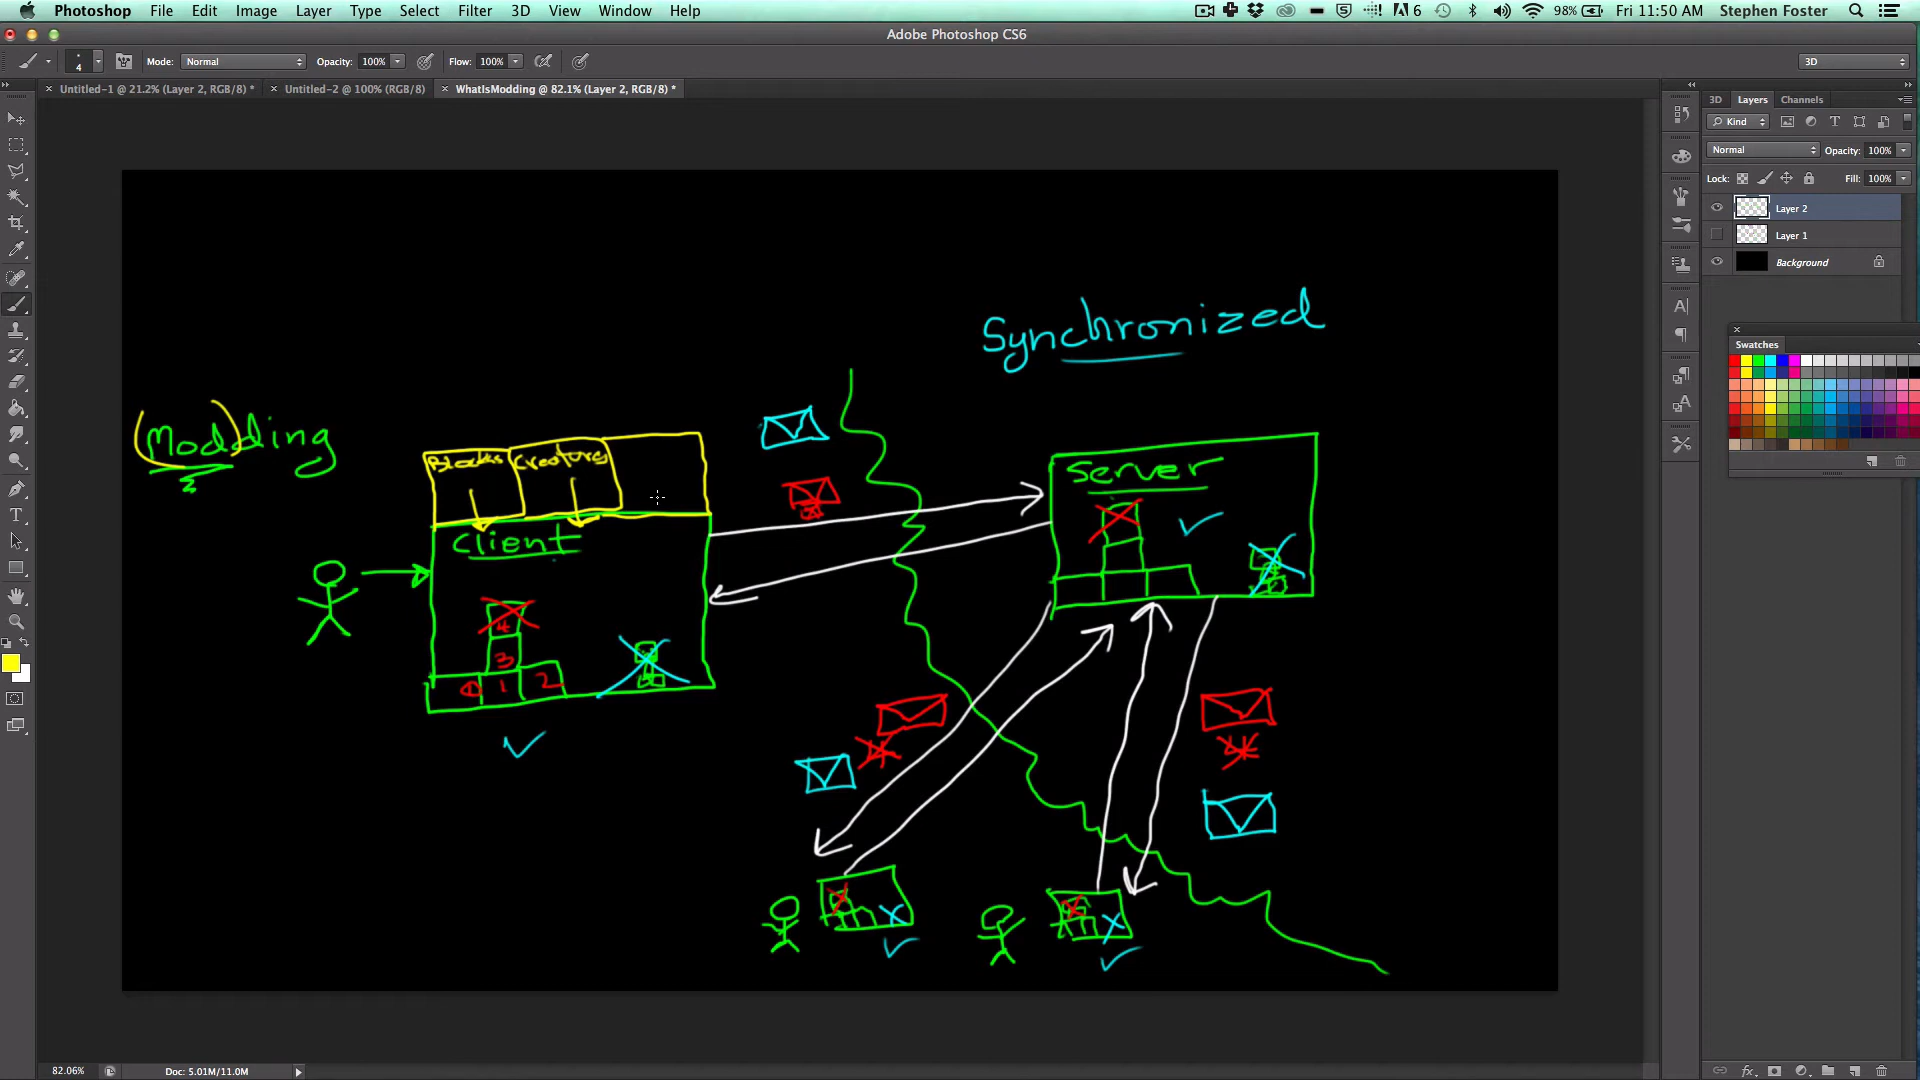 Photoshop File Edit Image Layer Type Select Filter 3D View Window Help
6 98% Fri 11:50 AM Stephen Foster
Adobe Photoshop CS6
4 Mode: Normal Opacity: 100% Flow: 100% 3D
Untitled-1 @ 21.2% (Layer 2, RGB/8) * Untitled-2 @ 100% (RGB/8) WhatIsModding @ 82.1% (Layer 2, RGB/8) *
3D Layers Channels
Kind
Normal Opacity: 100%
Lock: Fill: 100%
Layer 2
Layer 1
Background
Swatches
Synchronized
(Mod)ding
Blocks Creatures
Server
Client
4
3
1 2
82.06% Doc: 5.01M/11.0M